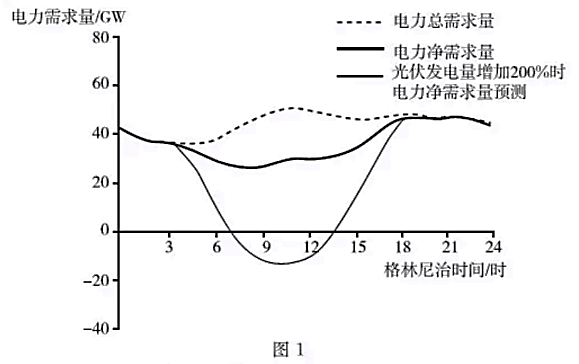 电力需求量/GW
电力总需求量
电力净需求量
光伏发电量增加200%时
电力净需求量预测
80
60
40
20
0
-20
-40
3 6 9 12 15 18 21 24
格林尼治时间/时
图 1